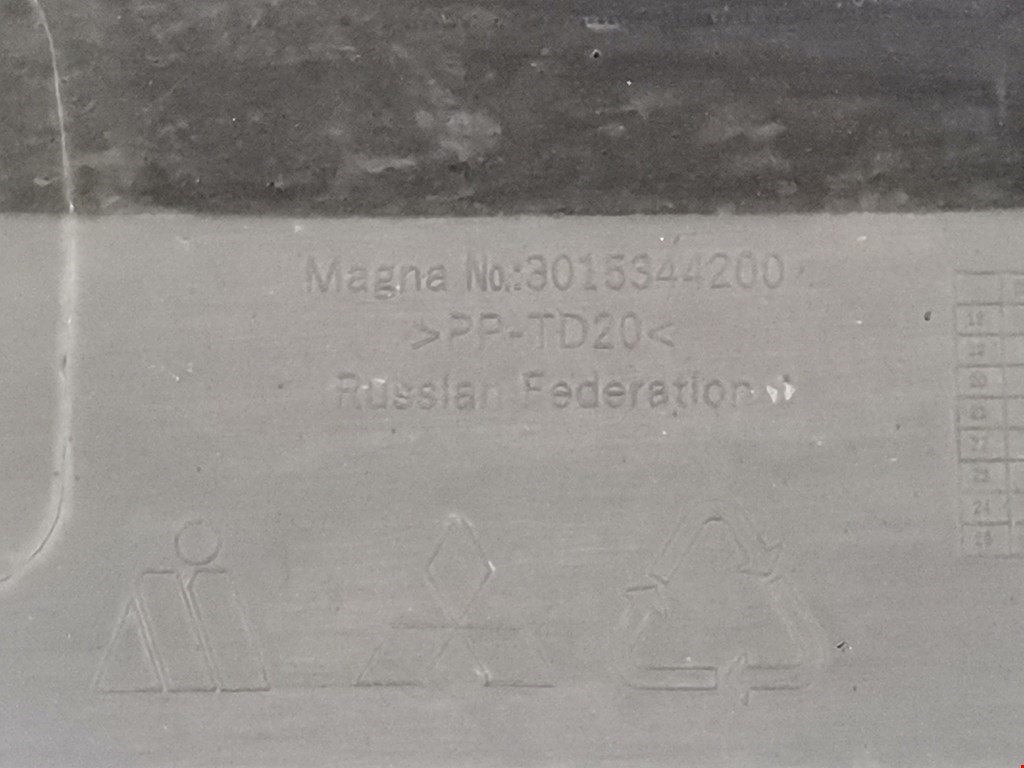 Magna No.:3015344200
>PP-TD20<
Russian Federation